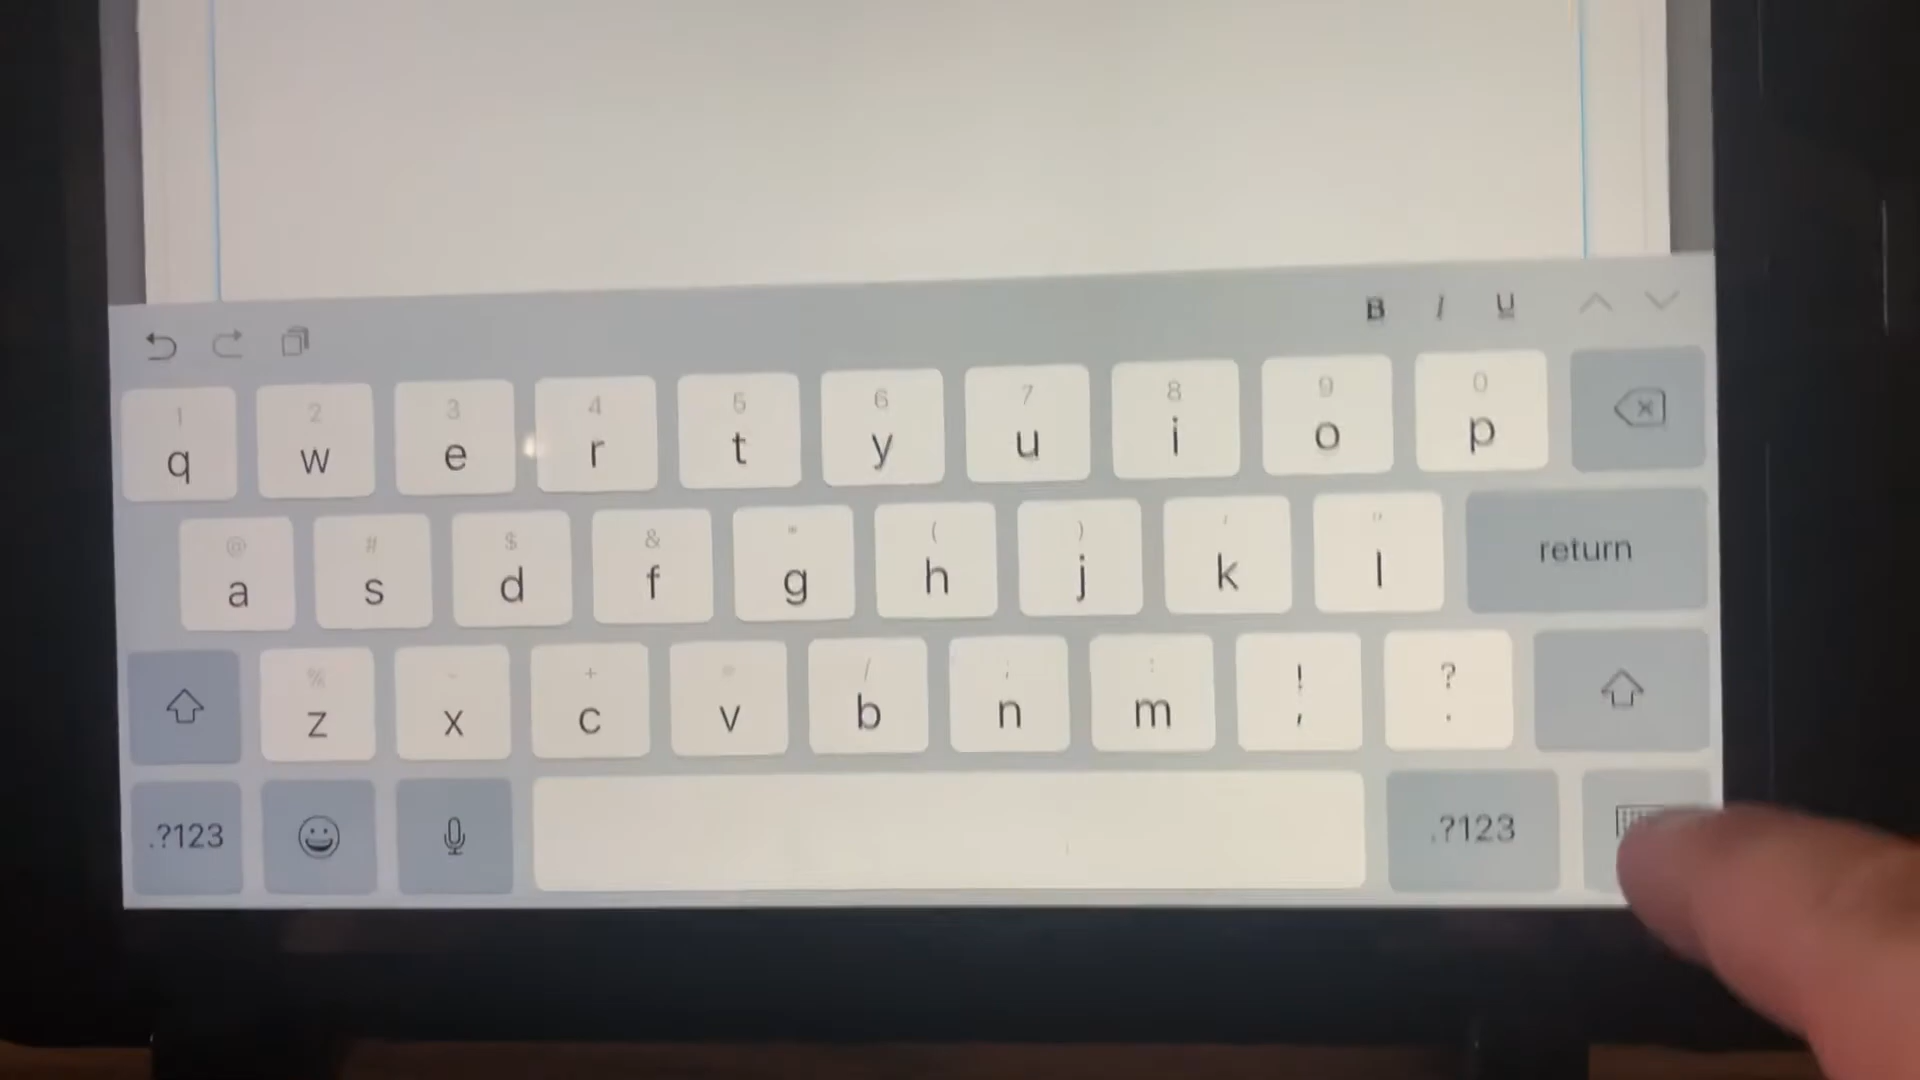 B I U
1 2 3 4 5 6 7 8 9 0
q w e r t y u i o p
@ # $ & * ( ) ' "
a s d f g h j k l return
% - + = / ; : ! ?
z x c v b n m , .
.?123 .?123